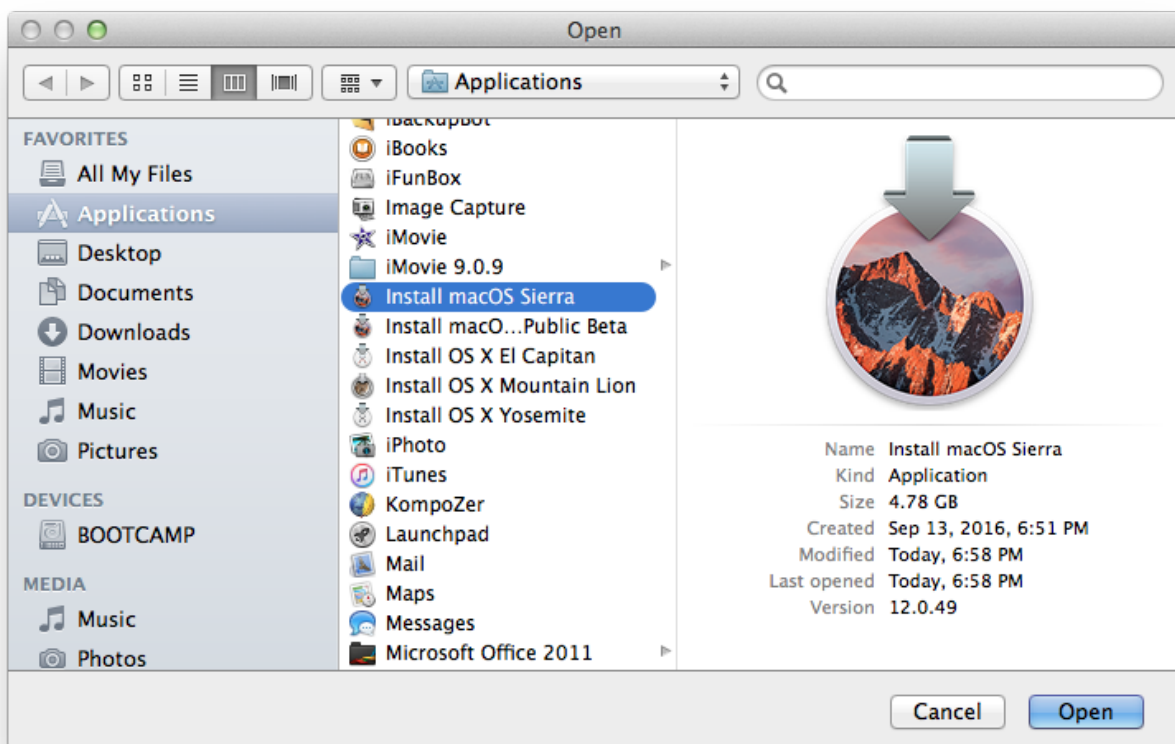 Open
Applications
FAVORITES
All My Files
Applications
Desktop
Documents
Downloads
Movies
Music
Pictures
DEVICES
BOOTCAMP
MEDIA
Music
Photos
iBackupBot
iBooks
iFunBox
Image Capture
iMovie
iMovie 9.0.9
Install macOS Sierra
Install macO...Public Beta
Install OS X El Capitan
Install OS X Mountain Lion
Install OS X Yosemite
iPhoto
iTunes
KompoZer
Launchpad
Mail
Maps
Messages
Microsoft Office 2011
Name Install macOS Sierra
Kind Application
Size 4.78 GB
Created Sep 13, 2016, 6:51 PM
Modified Today, 6:58 PM
Last opened Today, 6:58 PM
Version 12.0.49
Cancel
Open